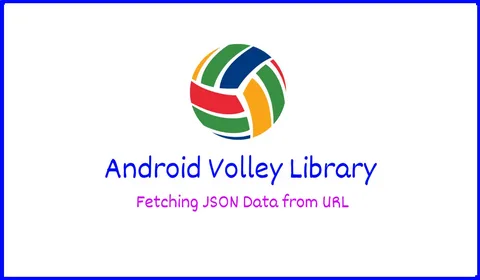 Android Volley Library
Fetching JSON Data from URL